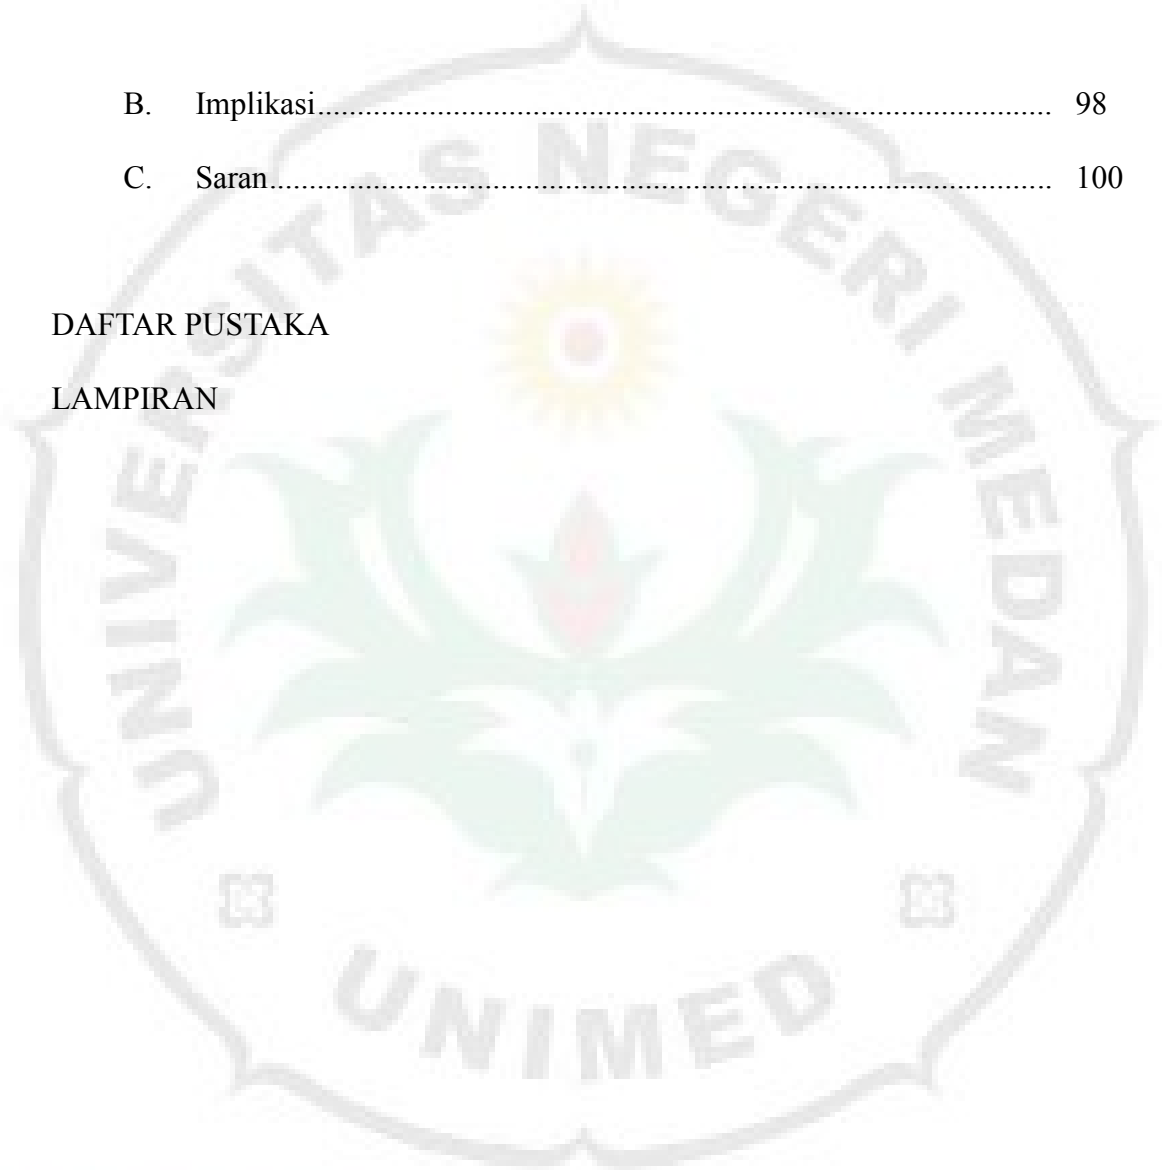 B. Implikasi.......................................................................................... 98
C. Saran................................................................................................ 100
DAFTAR PUSTAKA
LAMPIRAN
UNIVERSITAS NEGERI MEDAN
UNIMED